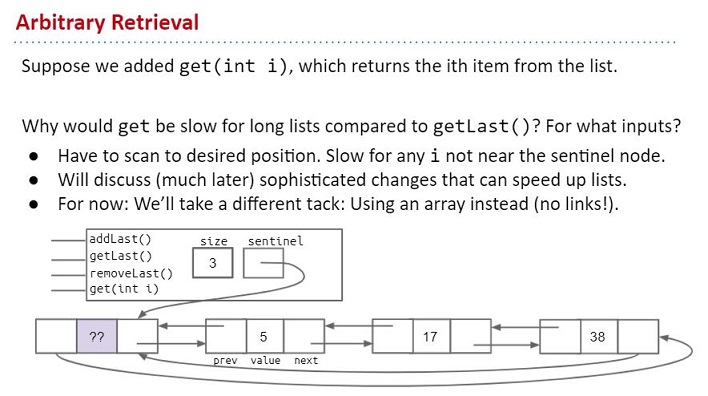 Arbitrary Retrieval
Suppose we added get(int i), which returns the ith item from the list.
Why would get be slow for long lists compared to getLast()? For what inputs?
● Have to scan to desired position. Slow for any i not near the sentinel node.
● Will discuss (much later) sophisticated changes that can speed up lists.
● For now: We'll take a different tack: Using an array instead (no links!).
addLast()
getLast()
removeLast()
get(int i)
size sentinel
3
?? 5 17 38
prev value next